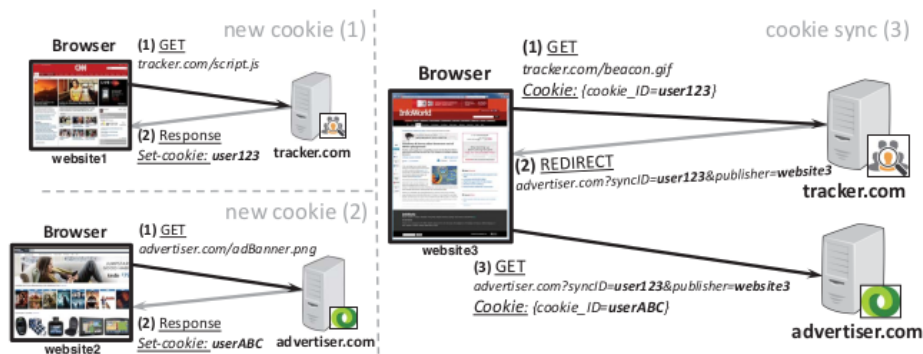 new cookie (1)
Browser
(1) GET
tracker.com/script.js
CNN
(2) Response
Set-cookie: user123
website1
tracker.com
new cookie (2)
Browser
(1) GET
advertiser.com/adBanner.png
(2) Response
Set-cookie: userABC
website2
advertiser.com
cookie sync (3)
Browser
(1) GET
tracker.com/beacon.gif
Cookie: {cookie_ID=user123}
InfoWorld
(2) REDIRECT
advertiser.com?syncID=user123&publisher=website3
tracker.com
website3
(3) GET
advertiser.com?syncID=user123&publisher=website3
Cookie: {cookie_ID=userABC}
advertiser.com